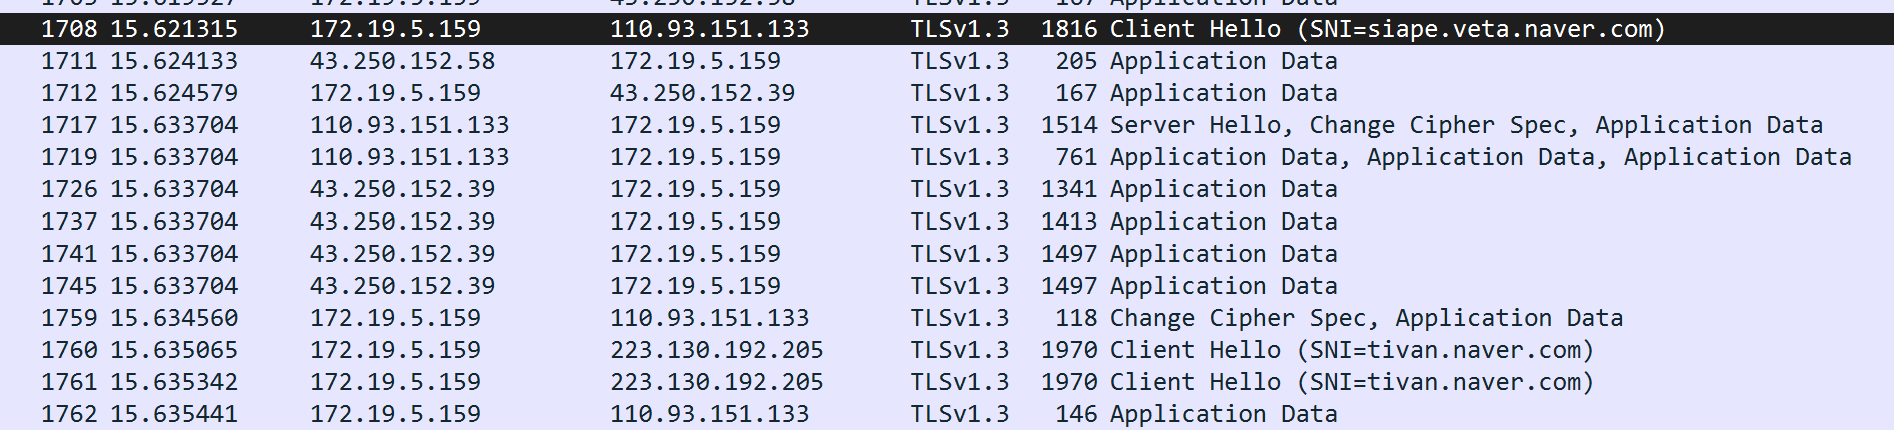 1708 15.621315 172.19.5.159 110.93.151.133 TLSv1.3 1816 Client Hello (SNI=siape.veta.naver.com)
1711 15.624133 43.250.152.58 172.19.5.159 TLSv1.3 205 Application Data
1712 15.624579 172.19.5.159 43.250.152.39 TLSv1.3 167 Application Data
1717 15.633704 110.93.151.133 172.19.5.159 TLSv1.3 1514 Server Hello, Change Cipher Spec, Application Data
1719 15.633704 110.93.151.133 172.19.5.159 TLSv1.3 761 Application Data, Application Data, Application Data
1726 15.633704 43.250.152.39 172.19.5.159 TLSv1.3 1341 Application Data
1737 15.633704 43.250.152.39 172.19.5.159 TLSv1.3 1413 Application Data
1741 15.633704 43.250.152.39 172.19.5.159 TLSv1.3 1497 Application Data
1745 15.633704 43.250.152.39 172.19.5.159 TLSv1.3 1497 Application Data
1759 15.634560 172.19.5.159 110.93.151.133 TLSv1.3 118 Change Cipher Spec, Application Data
1760 15.635065 172.19.5.159 223.130.192.205 TLSv1.3 1970 Client Hello (SNI=tivan.naver.com)
1761 15.635342 172.19.5.159 223.130.192.205 TLSv1.3 1970 Client Hello (SNI=tivan.naver.com)
1762 15.635441 172.19.5.159 110.93.151.133 TLSv1.3 146 Application Data